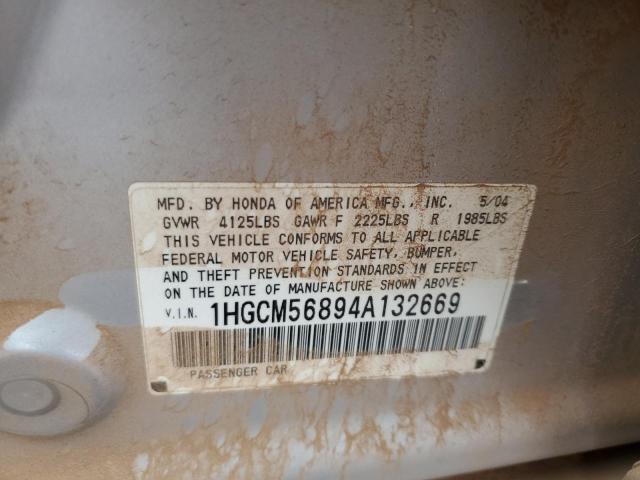 MFD. BY HONDA OF AMERICA MFG., INC. 5/04
GVWR 4125LBS GAWR F 2225LBS R 1985LBS
THIS VEHICLE CONFORMS TO ALL APPLICABLE
FEDERAL MOTOR VEHICLE SAFETY, BUMPER,
AND THEFT PREVENTION STANDARDS IN EFFECT
ON THE DATE OF MANUFACTURE SHOWN ABOVE:
V.I.N. 1HGCM56894A132669
PASSENGER CAR